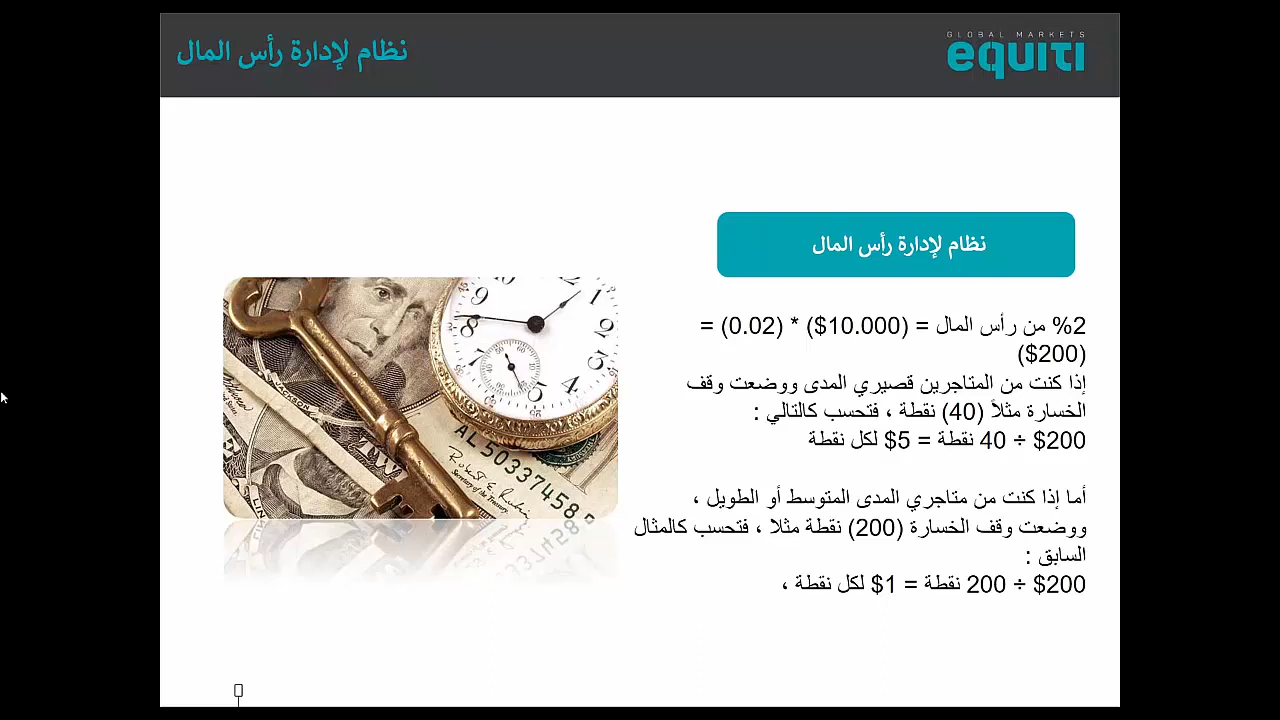 نظام لإدارة رأس المال
GLOBAL MARKETS
equiti
نظام لإدارة رأس المال
2% من رأس المال = (10.000$) * (0.02) =
(200$)
إذا كنت من المتاجرين قصيري المدى ووضعت وقف
الخسارة مثلاً (40) نقطة ، فتحسب كالتالي :
200$ ÷ 40 نقطة = 5$ لكل نقطة
أما إذا كنت من متاجري المدى المتوسط أو الطويل ،
ووضعت وقف الخسارة (200) نقطة مثلا ، فتحسب كالمثال
السابق :
200$ ÷ 200 نقطة = 1$ لكل نقطة ،
AL 50337458